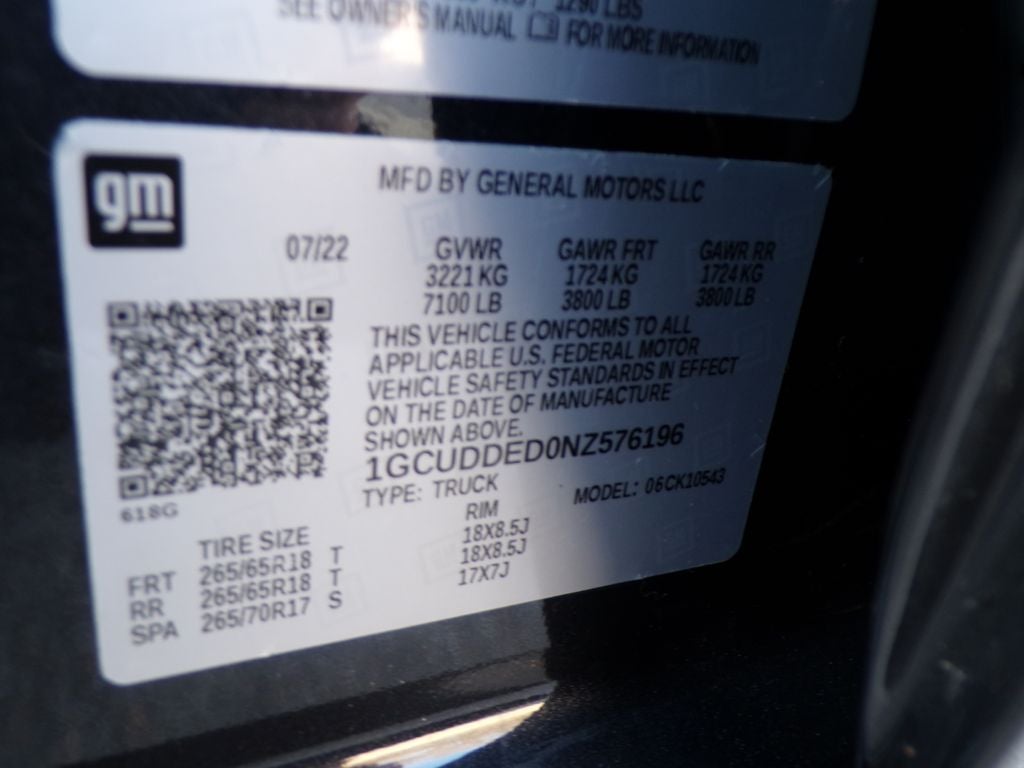 1290 LBS
SEE OWNER'S MANUAL FOR MORE INFORMATION
gm
MFD BY GENERAL MOTORS LLC
07/22 GVWR GAWR FRT GAWR RR
3221 KG 1724 KG 1724 KG
7100 LB 3800 LB 3800 LB
THIS VEHICLE CONFORMS TO ALL
APPLICABLE U.S. FEDERAL MOTOR
VEHICLE SAFETY STANDARDS IN EFFECT
ON THE DATE OF MANUFACTURE
SHOWN ABOVE.
1GCUDDED0NZ576196
TYPE: TRUCK MODEL: 06CK10543
618G
TIRE SIZE RIM
FRT 265/65R18 T 18X8.5J
RR 265/65R18 T 18X8.5J
SPA 265/70R17 S 17X7J